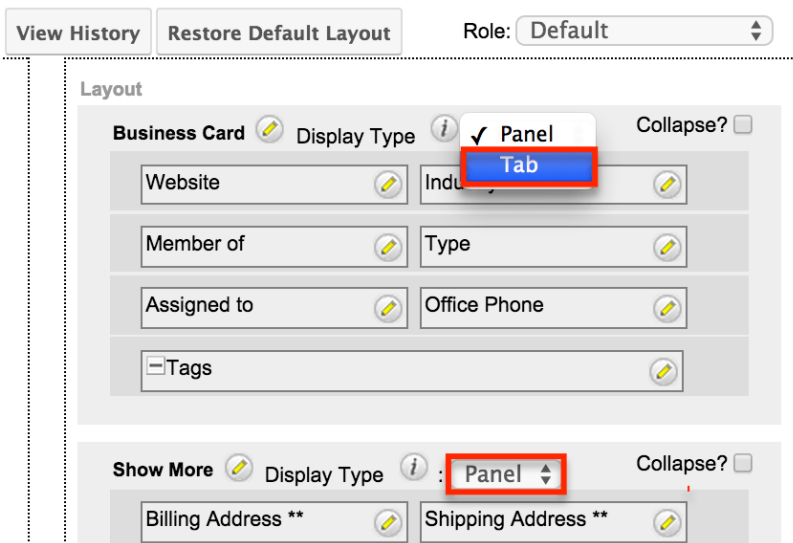 View History Restore Default Layout Role: Default
Layout
Business Card Display Type i ✓ Panel Collapse?
Tab
Website
Member of Type
Assigned to Office Phone
Tags
Show More Display Type i : Panel Collapse?
Billing Address ** Shipping Address **